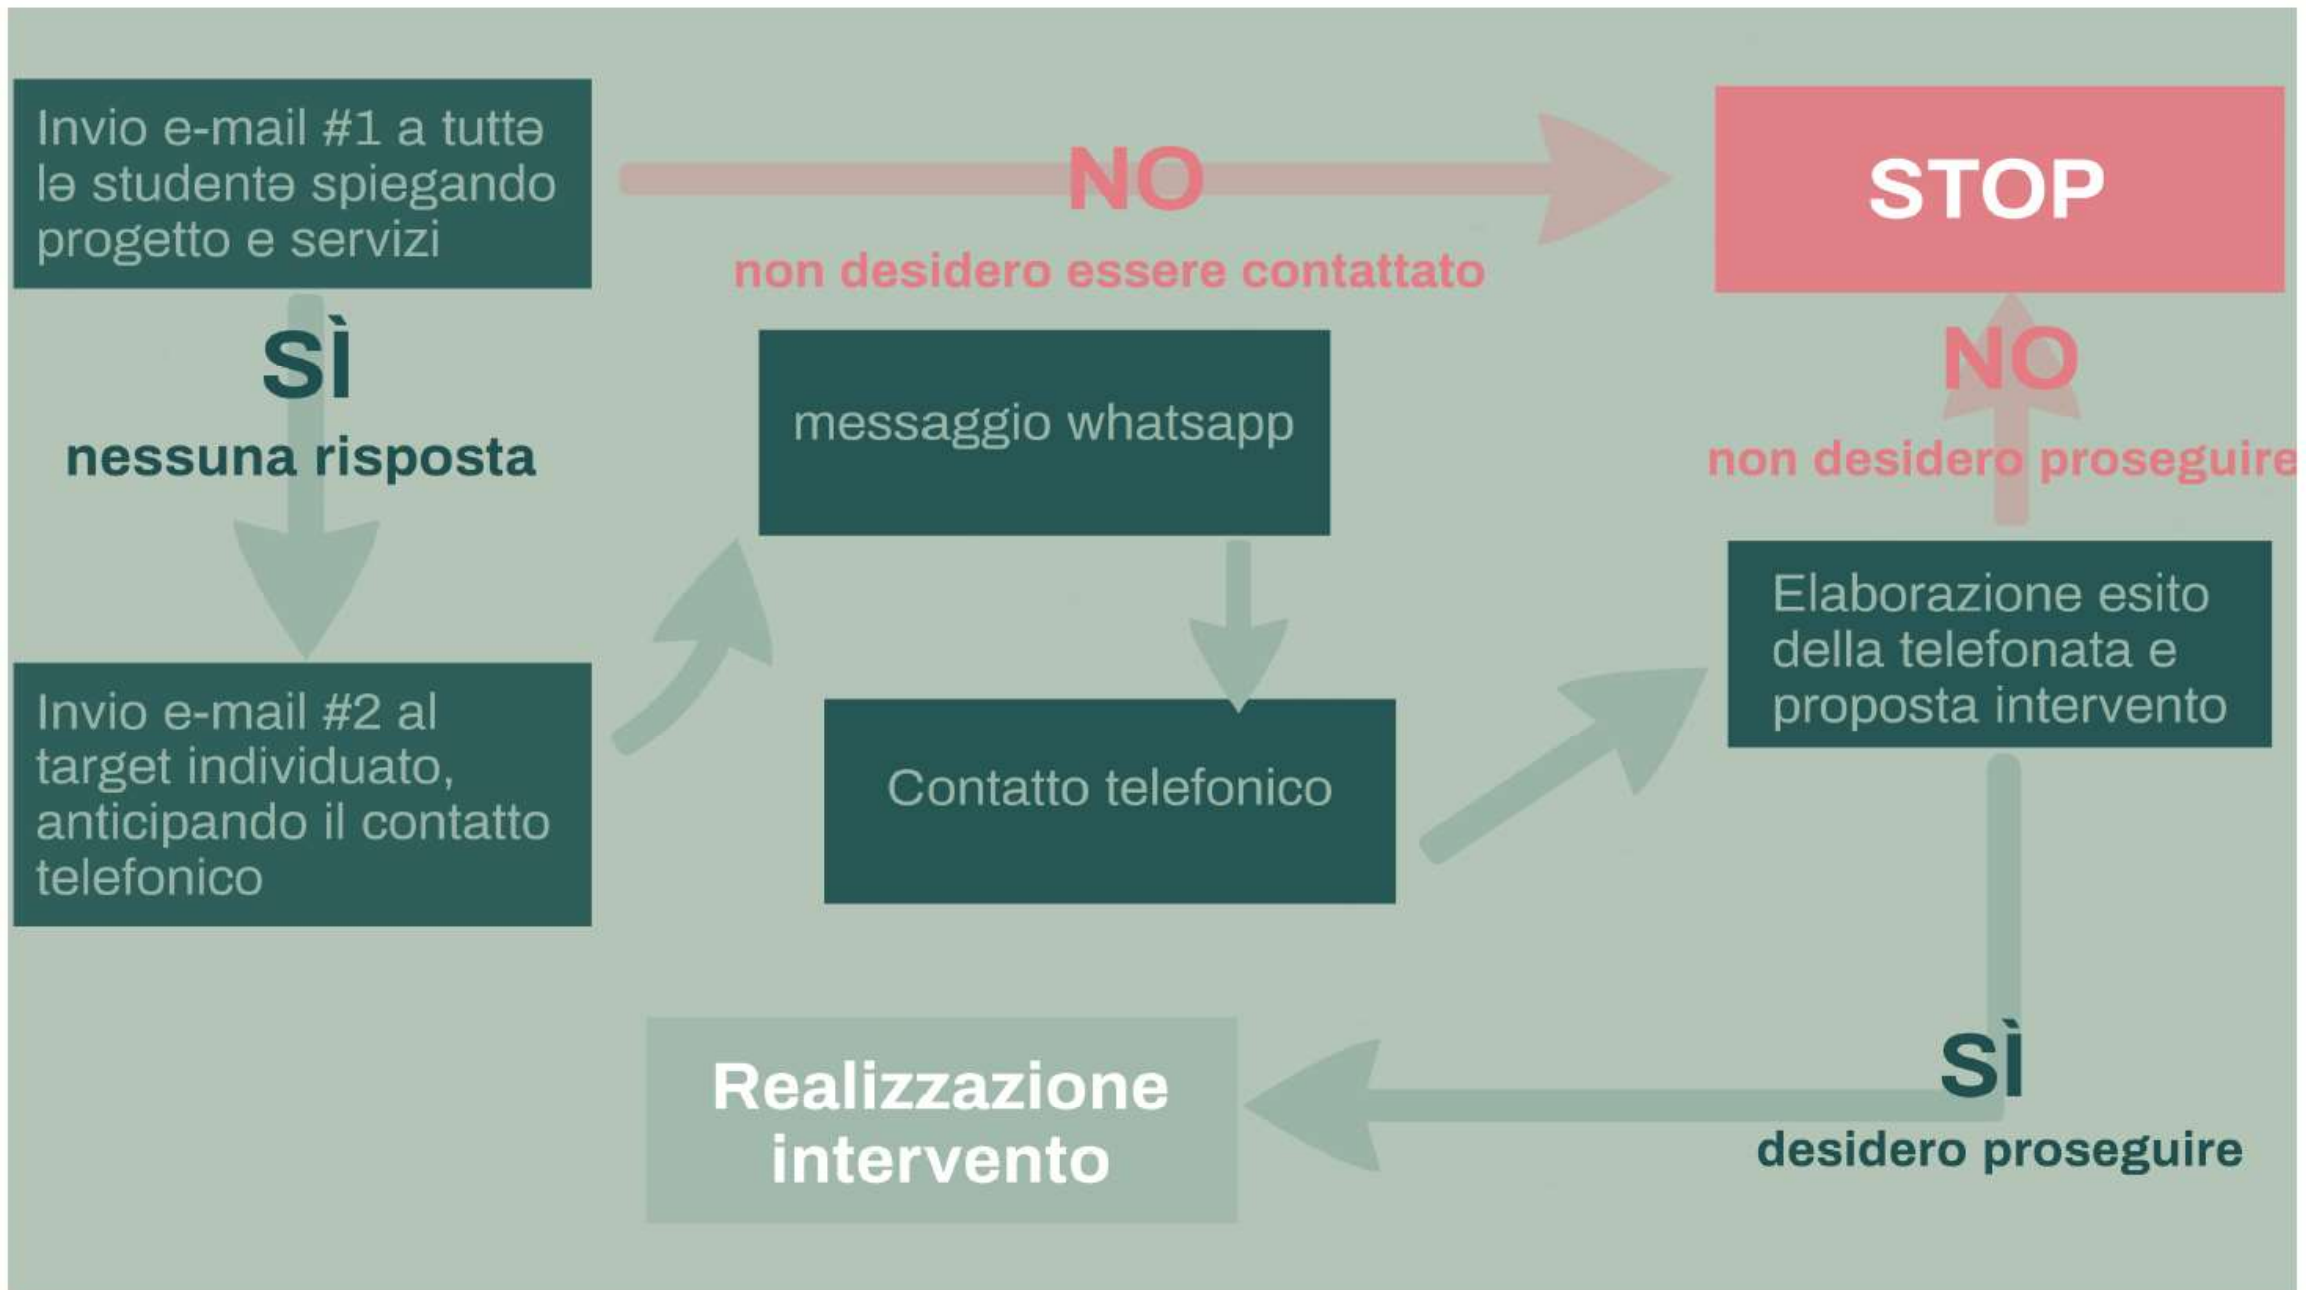 Invio e-mail #1 a tuttə
lə studentə spiegando
progetto e servizi
NO
non desidero essere contattato
STOP
SÌ
nessuna risposta
messaggio whatsapp
NO
non desidero proseguire
Invio e-mail #2 al
target individuato,
anticipando il contatto
telefonico
Contatto telefonico
Elaborazione esito
della telefonata e
proposta intervento
SÌ
desidero proseguire
Realizzazione
intervento